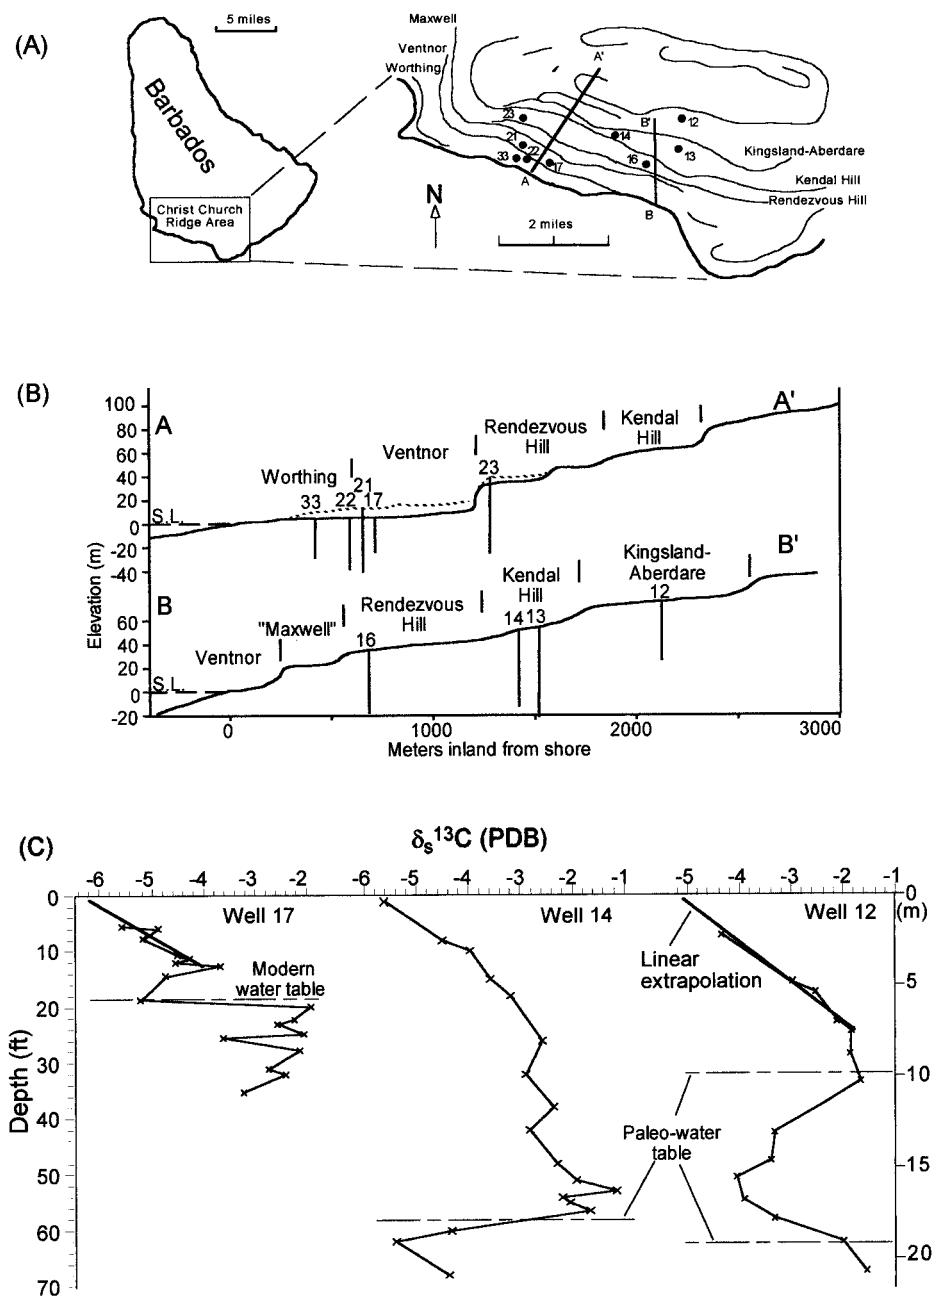 (A)
5 miles
Barbados
Christ Church
Ridge Area
Maxwell
Ventnor
Worthing
A'
23
21
33
22
17
A
14
B'
12
13
16
B
Kingsland-Aberdare
Kendal Hill
Rendezvous Hill
N
2 miles
(B)
Elevation (m)
100
80
60
40
20
0
-20
-40
A
A'
S.L.
Worthing
Ventnor
Rendezvous
Hill
Kendal
Hill
33
22
21
17
23
60
40
20
0
-20
B
B'
S.L.
Ventnor
"Maxwell"
Rendezvous
Hill
Kendal
Hill
Kingsland-
Aberdare
16
14
13
12
0
1000
2000
3000
Meters inland from shore
(C)
δs13C (PDB)
-6 -5 -4 -3 -2 -6 -5 -4 -3 -2 -1 -5 -4 -3 -2 -1
Well 17
Well 14
Well 12
0
10
20
30
40
50
60
70
Depth (ft)
0
(m)
5
10
15
20
Modern
water table
Linear
extrapolation
Paleo-water
table